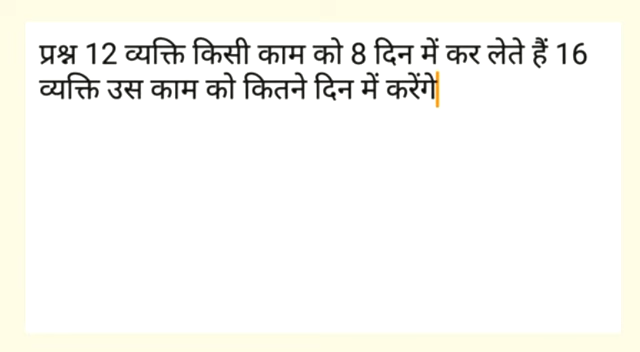 प्रश्न 12 व्यक्ति किसी काम को 8 दिन में कर लेते हैं 16
व्यक्ति उस काम को कितने दिन में करेंगे